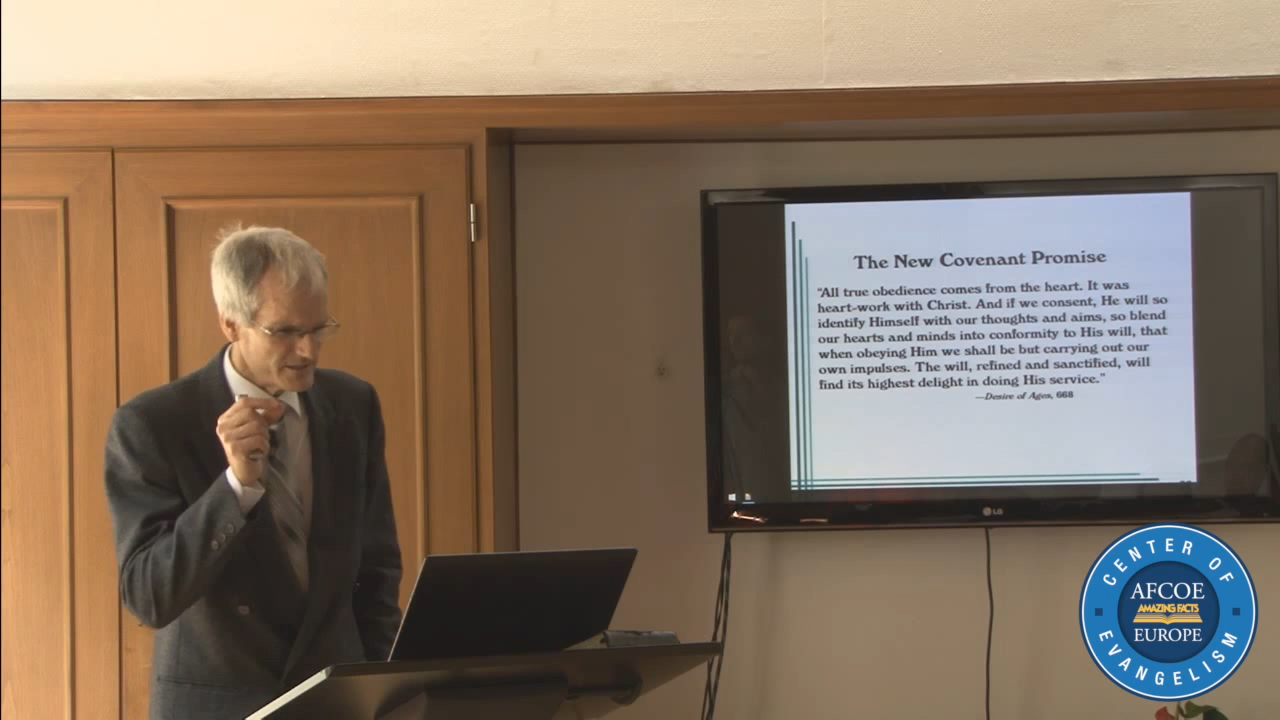 The New Covenant Promise
“All true obedience comes from the heart. It was
heart-work with Christ. And if we consent, He will so
identify Himself with our thoughts and aims, so blend
our hearts and minds into conformity to His will, that
when obeying Him we shall be but carrying out our
own impulses. The will, refined and sanctified, will
find its highest delight in doing His service.”
—Desire of Ages, 668
LG
CENTER OF
AFCOE
AMAZING FACTS
EUROPE
EVANGELISM